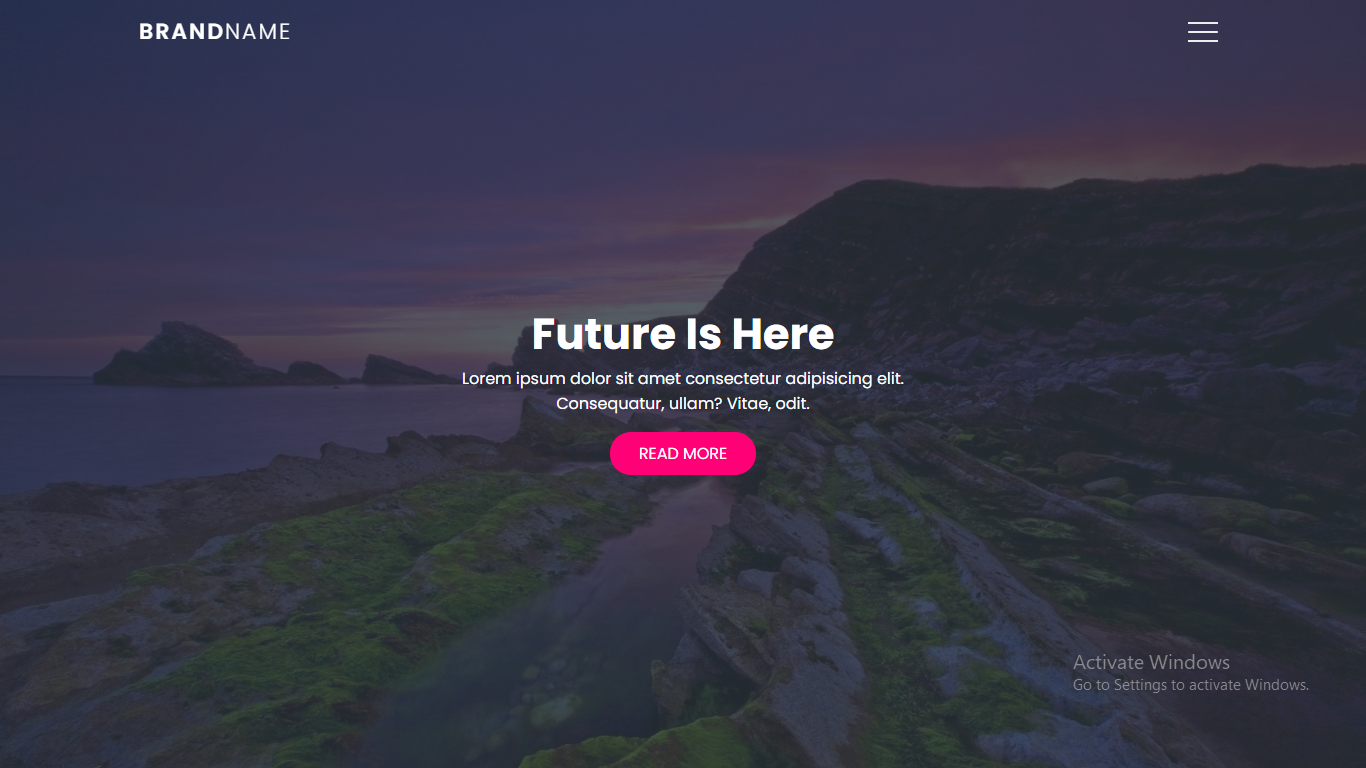 BRANDNAME
Future Is Here
Lorem ipsum dolor sit amet consectetur adipisicing elit.
Consequatur, ullam? Vitae, odit.
READ MORE
Activate Windows
Go to Settings to activate Windows.